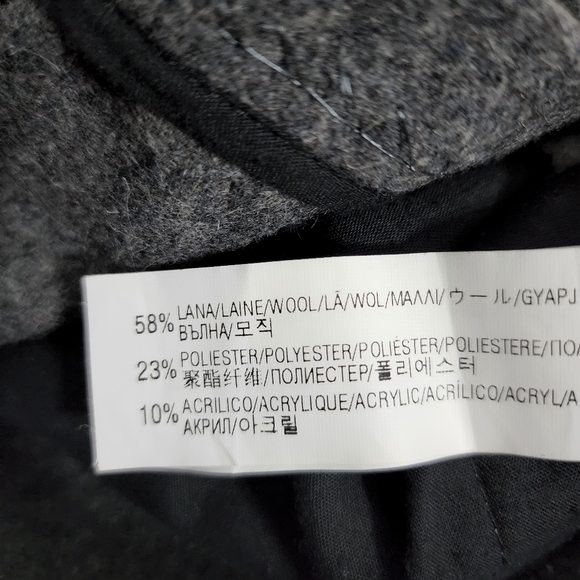 58% LANA/LAINE/WOOL/LÃ/WOL/ΜΑΛΛΙ/ウール/GYAPJ
ВЪЛНА/모직
23% POLIESTER/POLYESTER/POLIÉSTER/POLIESTERE/ПО
聚酯纤维/ПОЛИЕСТЕР/폴리에스터
10% ACRILICO/ACRYLIQUE/ACRYLIC/ACRÍLICO/ACRYL/A
АКРИЛ/아크릴